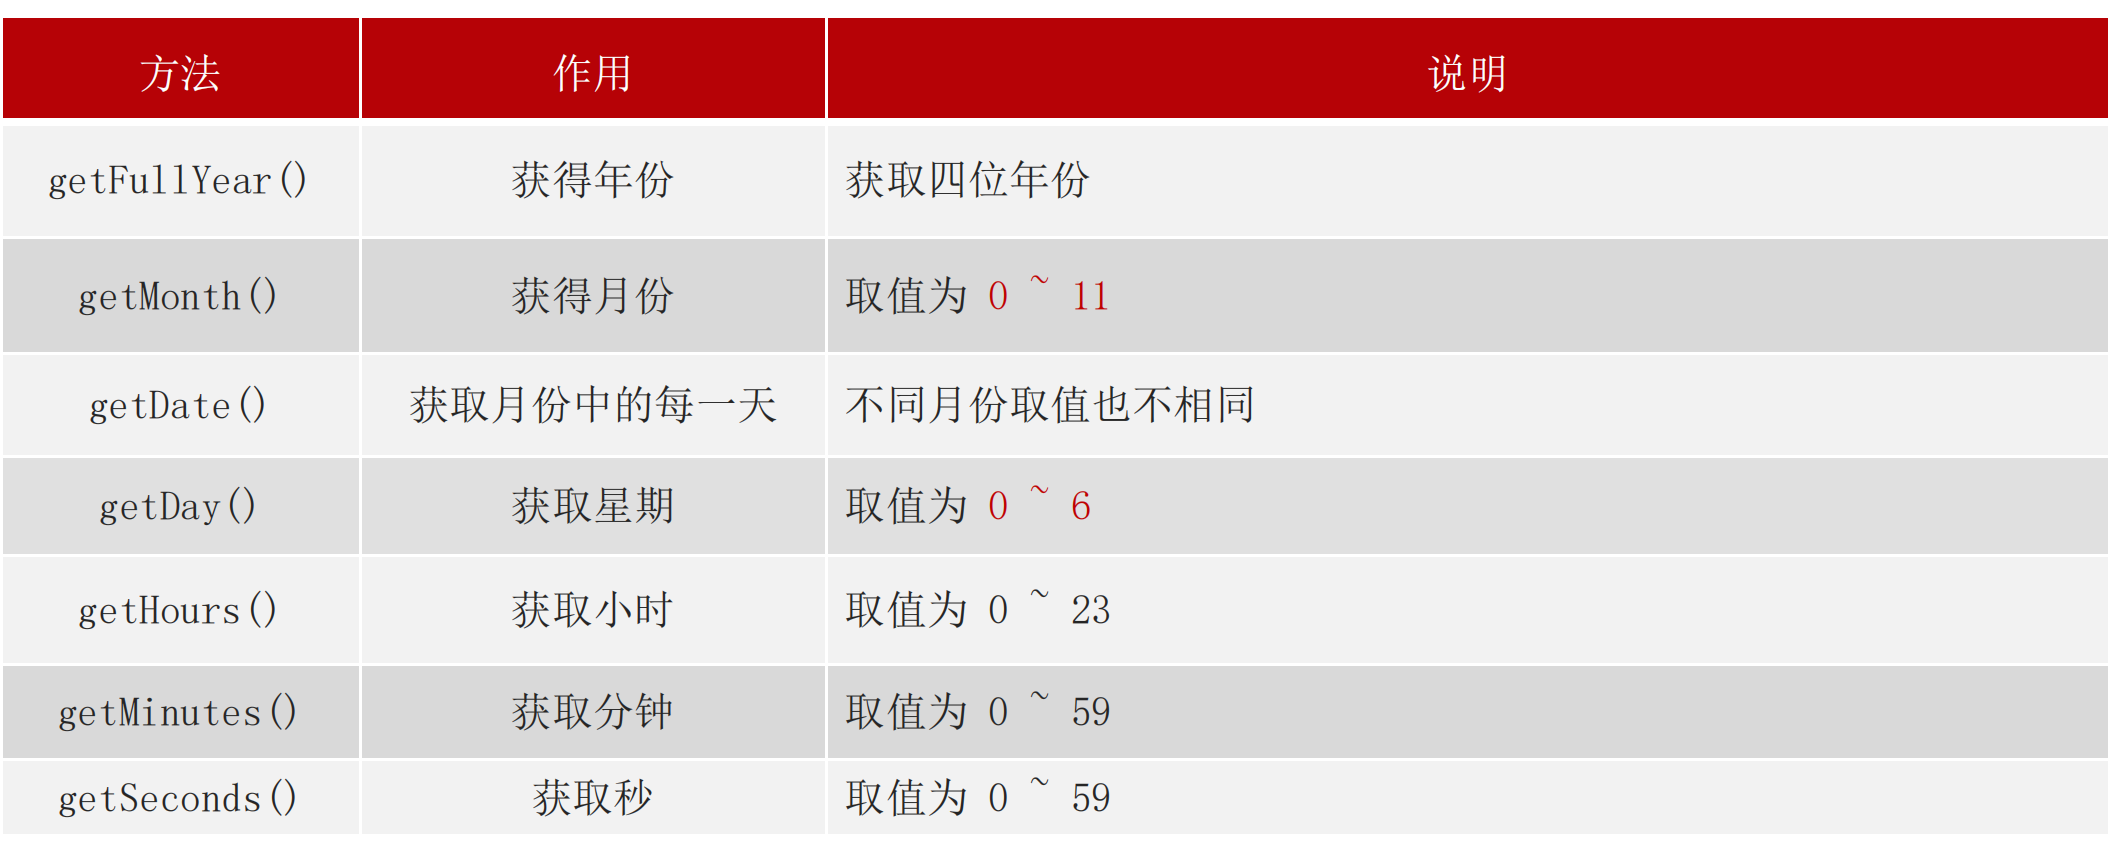 方法 作用 说明
getFullYear() 获得年份 获取四位年份
getMonth() 获得月份 取值为 0 ~ 11
getDate() 获取月份中的每一天 不同月份取值也不相同
getDay() 获取星期 取值为 0 ~ 6
getHours() 获取小时 取值为 0 ~ 23
getMinutes() 获取分钟 取值为 0 ~ 59
getSeconds() 获取秒 取值为 0 ~ 59